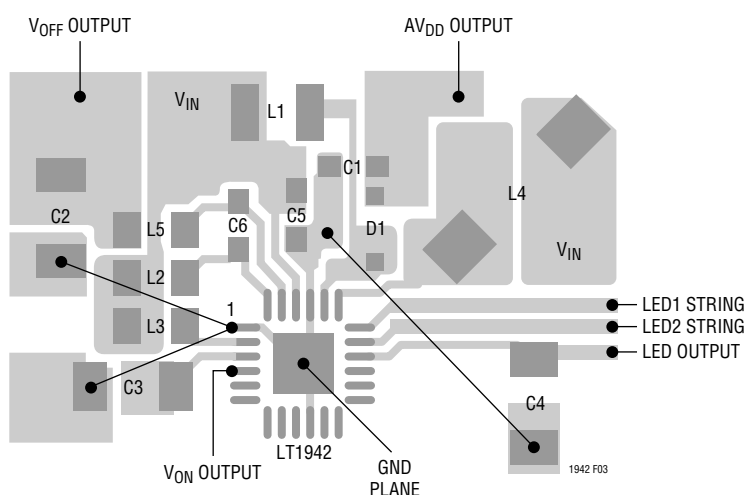 V_OFF OUTPUT
AV_DD OUTPUT
V_IN
L1
C1
C2
L5
C6
C5
D1
L4
V_IN
L2
1
LED1 STRING
L3
LED2 STRING
LED OUTPUT
C3
C4
LT1942
V_ON OUTPUT
GND
PLANE
1942 F03